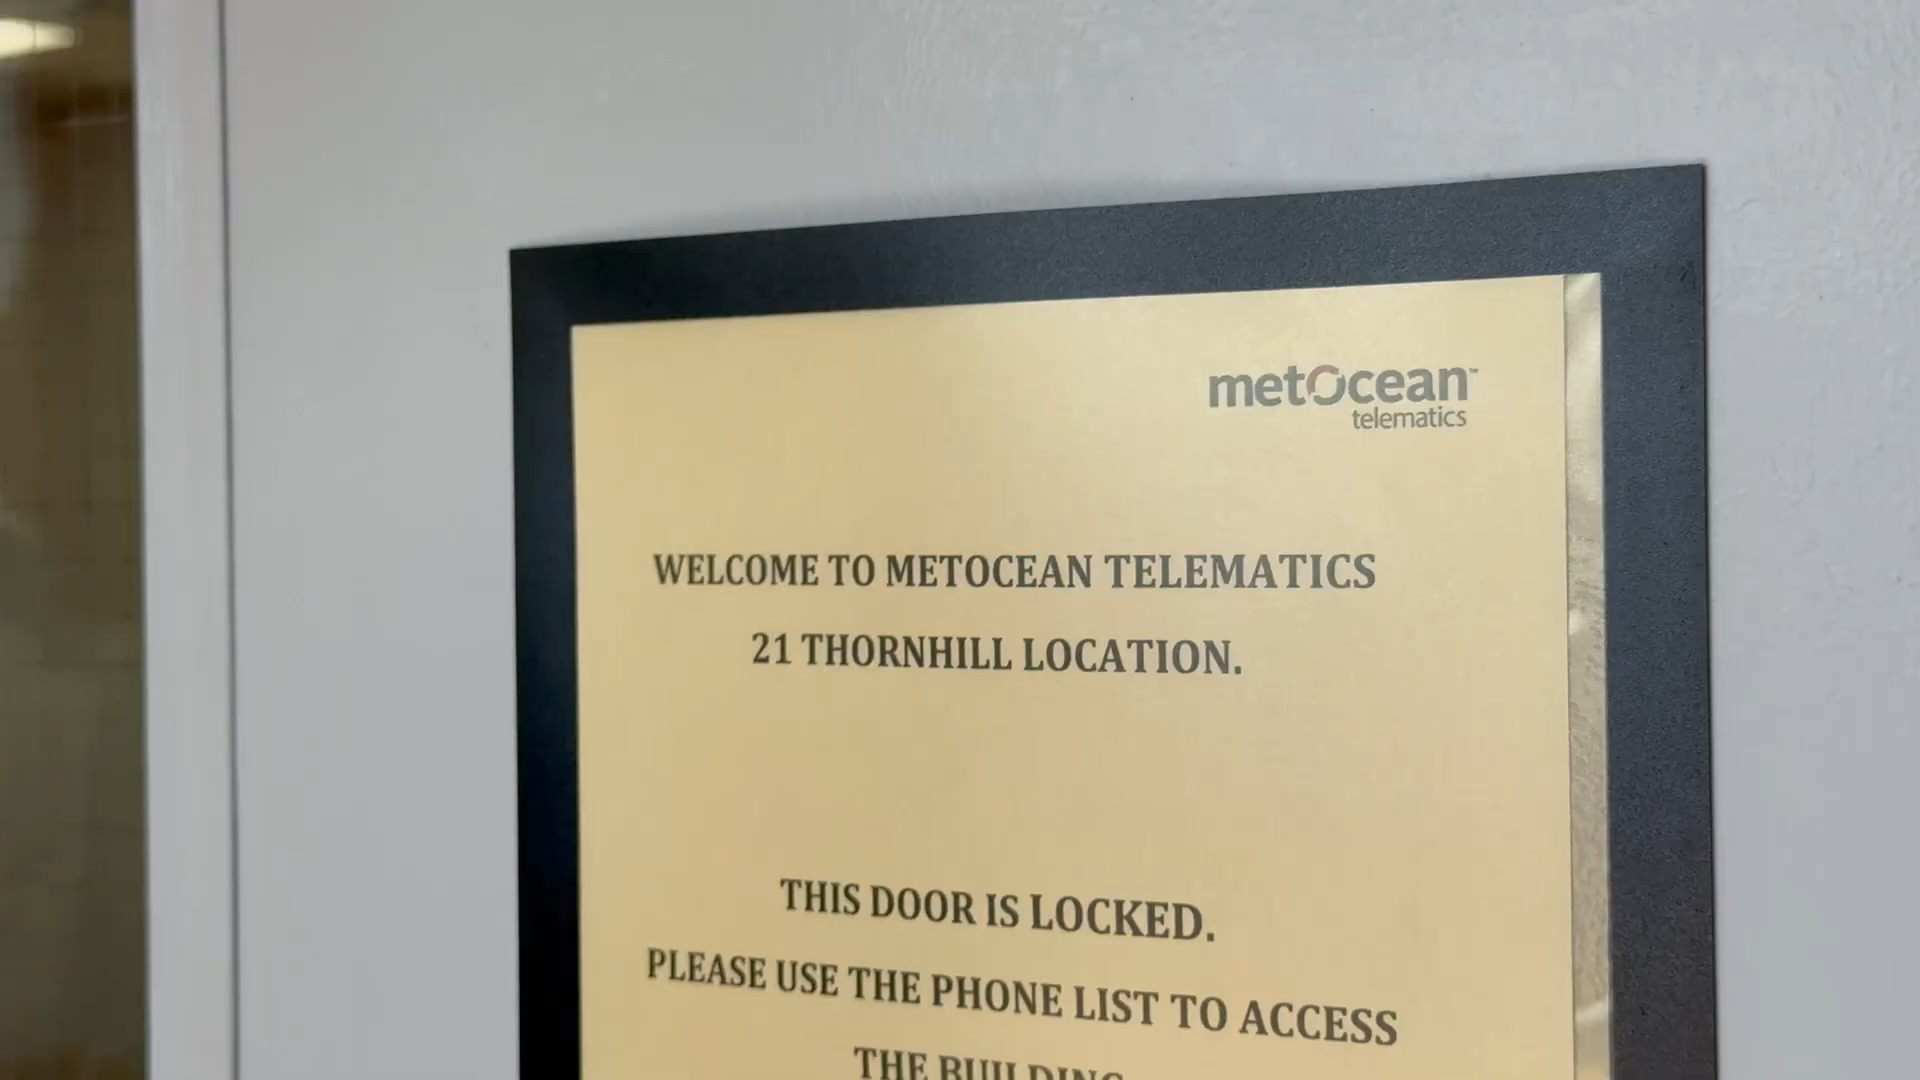 metOcean™
telematics
WELCOME TO METOCEAN TELEMATICS
21 THORNHILL LOCATION.
THIS DOOR IS LOCKED.
PLEASE USE THE PHONE LIST TO ACCESS
THE BUILDING